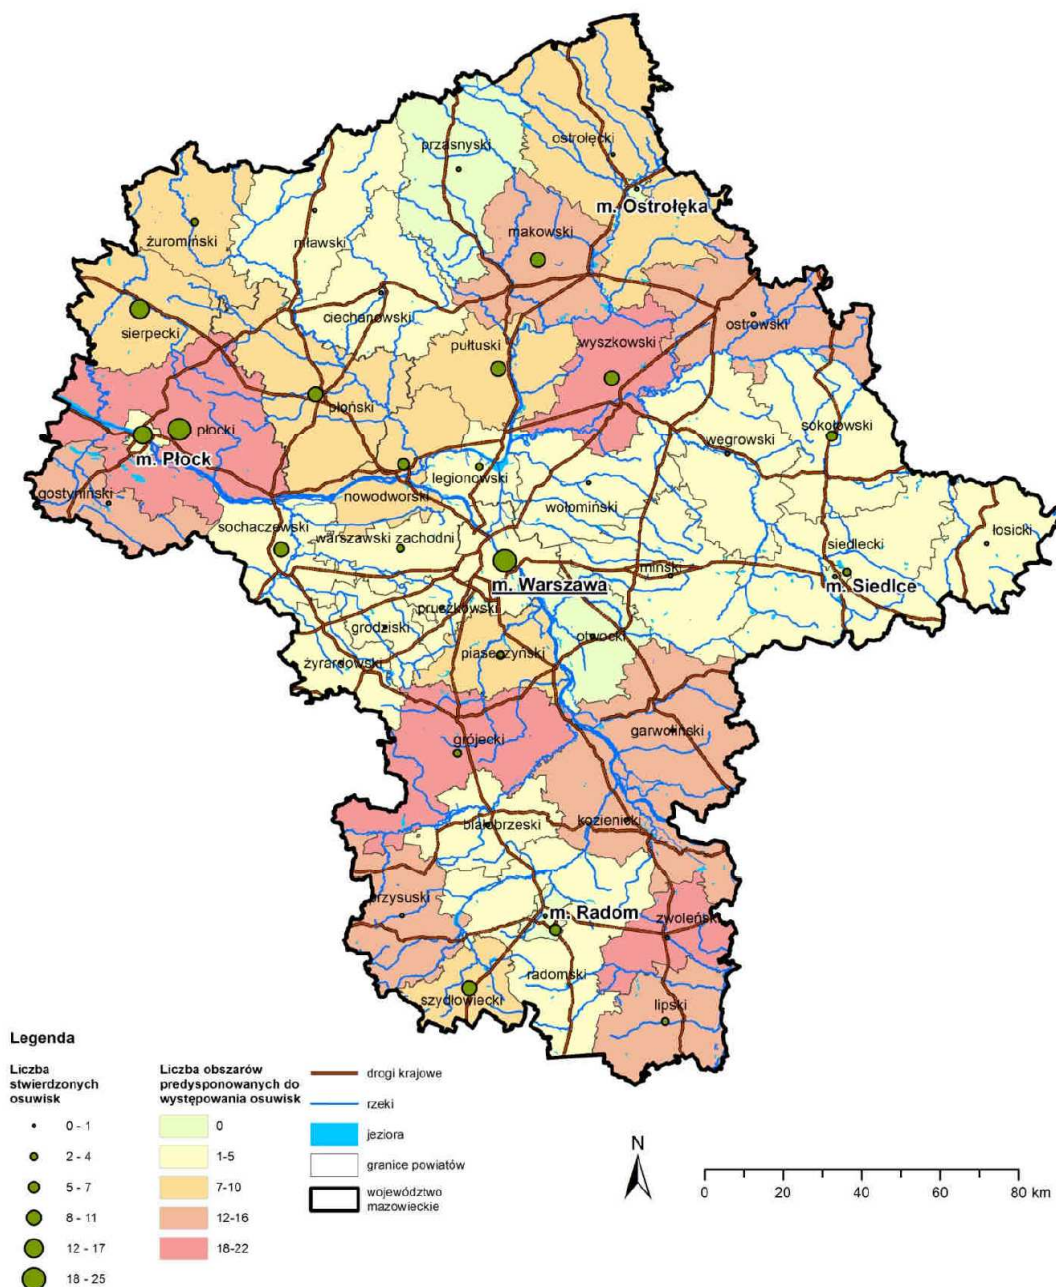 przasnyski
ostrołęcki
m. Ostrołęka
żuromiński
mławski
makowski
sierpecki
ciechanowski
ostrowski
pułtuski
wyszkowski
płoński
płocki
m. Płock
węgrowski
sokołowski
gostyniński
nowodworski
legionowski
wołomiński
sochaczewski
warszawski zachodni
siedlecki
łosicki
m. Warszawa
miński
m. Siedlce
pruszkowski
grodziski
otwocki
piaseczyński
żyrardowski
grójecki
garwoliński
białobrzeski
kozienicki
przysuski
m. Radom
zwoleński
radomski
szydłowiecki
lipski
Legenda
Liczba
stwierdzonych
osuwisk
0 - 1
2 - 4
5 - 7
8 - 11
12 - 17
18 - 25
Liczba obszarów
predysponowanych do
występowania osuwisk
0
1-5
7-10
12-16
18-22
drogi krajowe
rzeki
jeziora
granice powiatów
województwo
mazowieckie
N
0 20 40 60 80 km